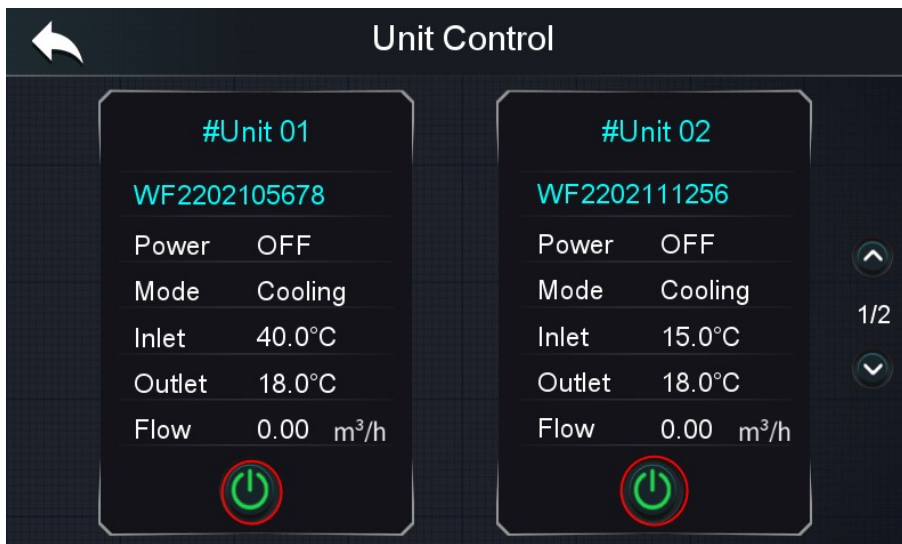 Unit Control
#Unit 01
WF2202105678
Power OFF
Mode Cooling
Inlet 40.0°C
Outlet 18.0°C
Flow 0.00 m³/h
#Unit 02
WF2202111256
Power OFF
Mode Cooling
Inlet 15.0°C
Outlet 18.0°C
Flow 0.00 m³/h
1/2